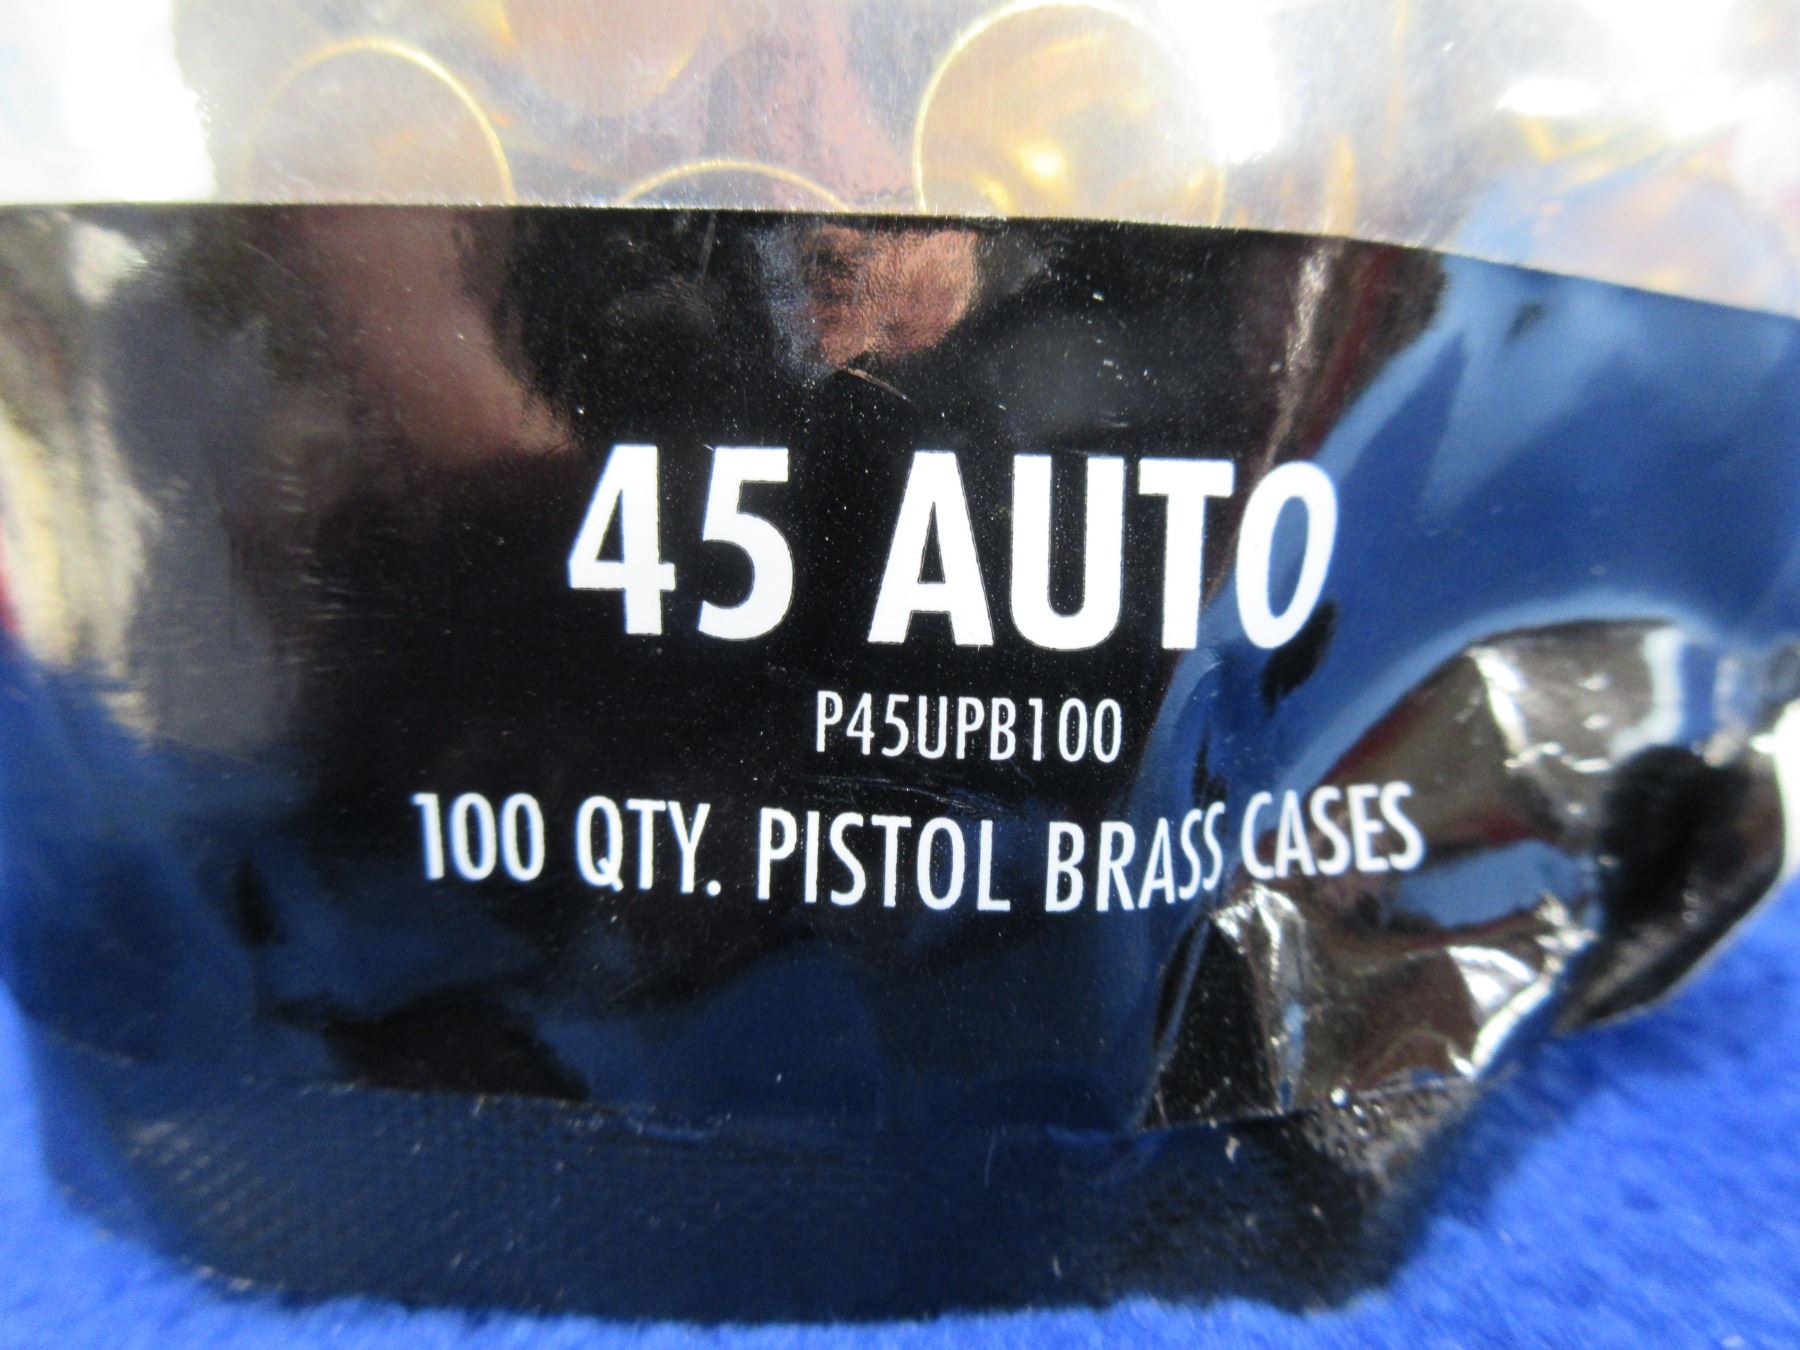 45 AUTO
P45UPB100
100 QTY. PISTOL BRASS CASES